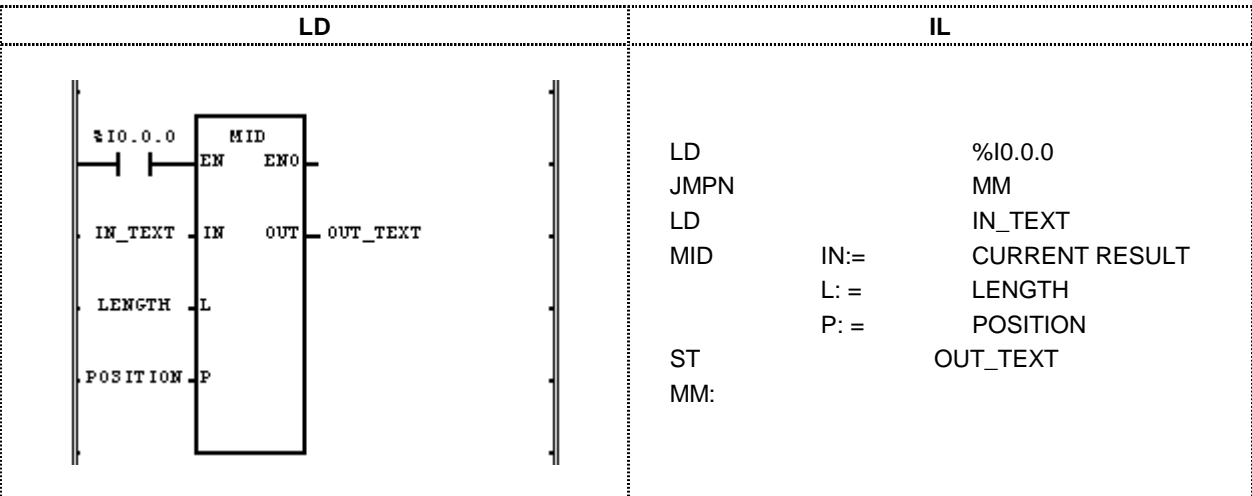 LD IL
%I0.0.0 MID
EN ENO
IN_TEXT IN OUT OUT_TEXT
LENGTH L
POSITION P
LD %I0.0.0
JMPN MM
LD IN_TEXT
MID IN:= CURRENT RESULT
L: = LENGTH
P: = POSITION
ST OUT_TEXT
MM: